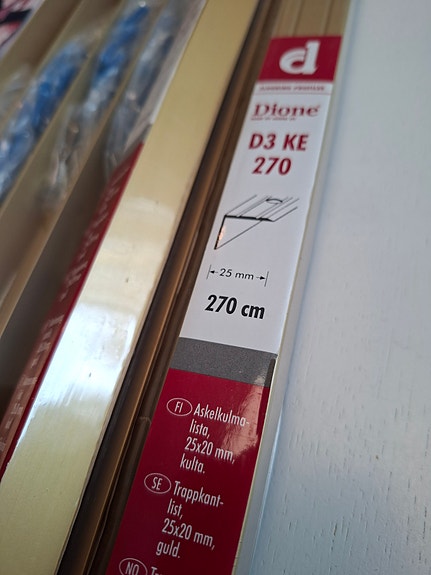 d
Dione
D3 KE
270
25 mm
270 cm
FI Askelkulma-
lista,
25x20 mm,
kulta.
SE Trappkant-
list,
25x20 mm,
guld.
NO